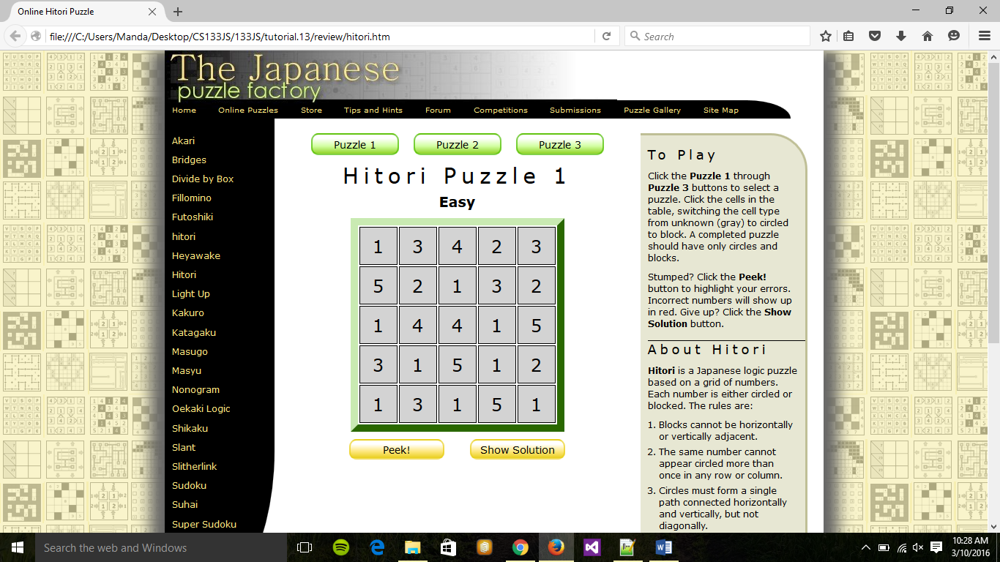 Online Hitori Puzzle
file:///C:/Users/Manda/Desktop/CS133JS/133JS/tutorial.13/review/hitori.htm
Search
The Japanese
puzzle factory
Home Online Puzzles Store Tips and Hints Forum Competitions Submissions Puzzle Gallery Site Map
Akari
Bridges
Divide by Box
Fillomino
Futoshiki
hitori
Heyawake
Hitori
Light Up
Kakuro
Katagaku
Masugo
Masyu
Nonogram
Oekaki Logic
Shikaku
Slant
Slitherlink
Sudoku
Suhai
Super Sudoku
Puzzle 1 Puzzle 2 Puzzle 3
Hitori Puzzle 1
Easy
1 3 4 2 3
5 2 1 3 2
1 4 4 1 5
3 1 5 1 2
1 3 1 5 1
Peek! Show Solution
To Play
Click the Puzzle 1 through
Puzzle 3 buttons to select a
puzzle. Click the cells in the
table, switching the cell type
from unknown (gray) to circled
to block. A completed puzzle
should have only circles and
blocks.
Stumped? Click the Peek!
button to highlight your errors.
Incorrect numbers will show up
in red. Give up? Click the Show
Solution button.
About Hitori
Hitori is a Japanese logic puzzle
based on a grid of numbers.
Each number is either circled or
blocked. The rules are:
1. Blocks cannot be horizontally
or vertically adjacent.
2. The same number cannot
appear circled more than
once in any row or column.
3. Circles must form a single
path connected horizontally
and vertically, but not
diagonally.
Search the web and Windows
10:28 AM
3/10/2016